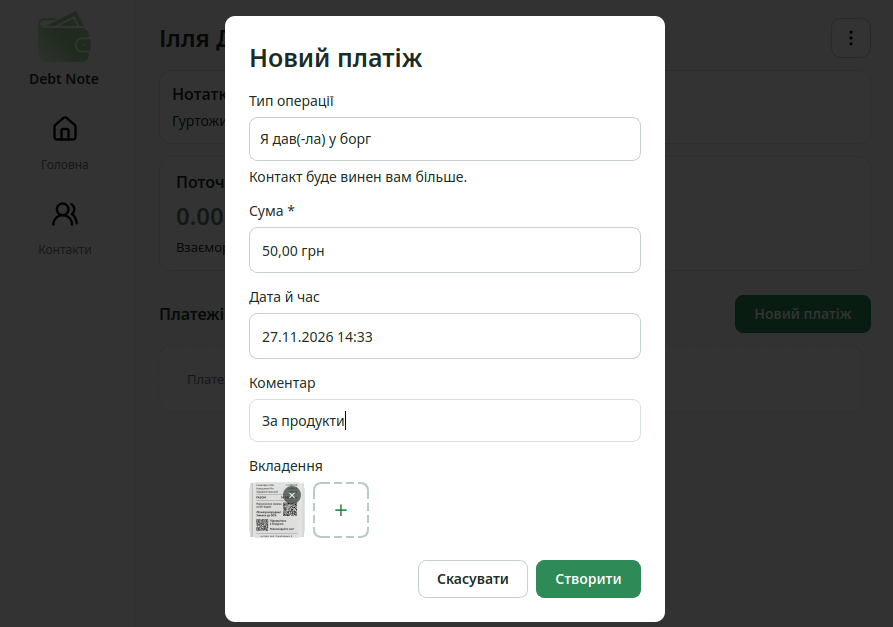 Debt Note
Головна
Контакти
Ілля Д
Нотатк
Гуртожи
Поточ
0.00
Взаємор
Платежі
Новий платіж
Плате
Новий платіж
Тип операції
Я дав(-ла) у борг
Контакт буде винен вам більше.
Сума *
50,00 грн
Дата й час
27.11.2026 14:33
Коментар
За продукти
Вкладення
Скасувати
Створити